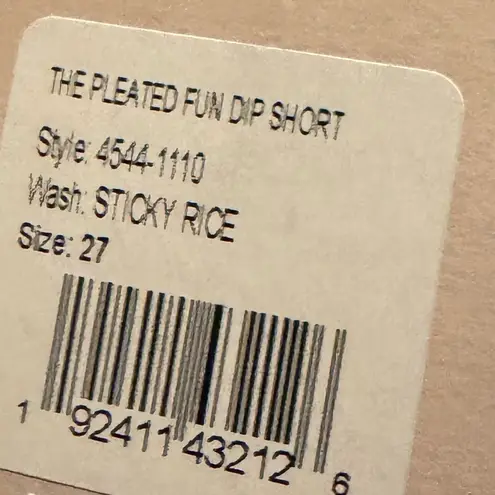 THE PLEATED FUN DIP SHORT
Style: 4544-1110
Wash: STICKY RICE
Size: 27
1 92411 43212 6